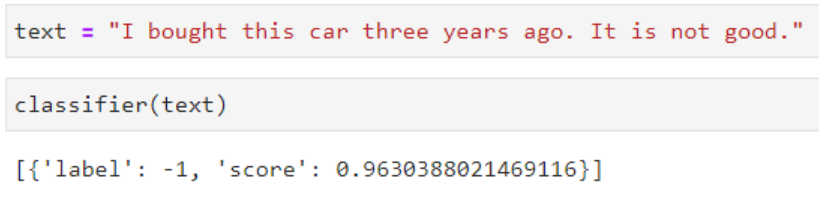 text = "I bought this car three years ago. It is not good."
classifier(text)
[{'label': -1, 'score': 0.9630388021469116}]